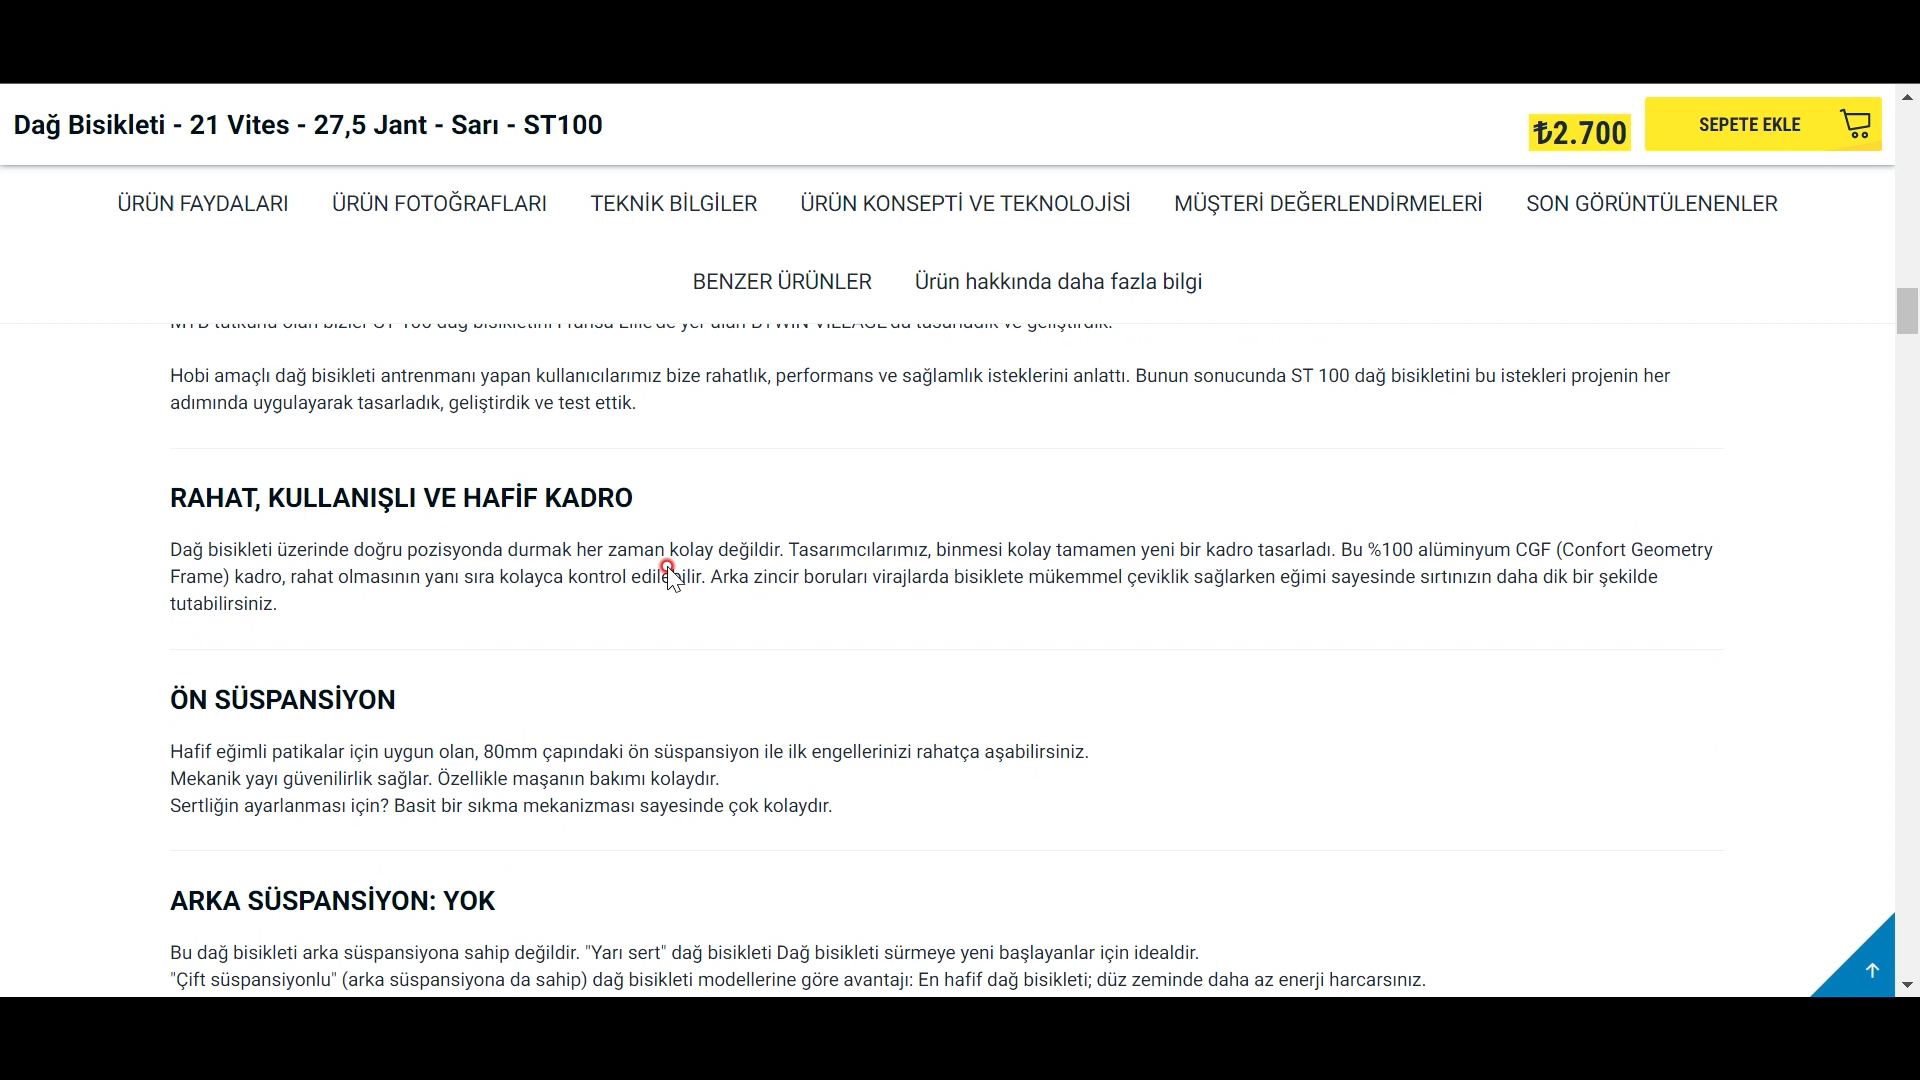 Dağ Bisikleti - 21 Vites - 27,5 Jant - Sarı - ST100
₺2.700
SEPETE EKLE
ÜRÜN FAYDALARI
ÜRÜN FOTOĞRAFLARI
TEKNİK BİLGİLER
ÜRÜN KONSEPTİ VE TEKNOLOJİSİ
MÜŞTERİ DEĞERLENDİRMELERİ
SON GÖRÜNTÜLENENLER
BENZER ÜRÜNLER
Ürün hakkında daha fazla bilgi
Hobi amaçlı dağ bisikleti antrenmanı yapan kullanıcılarımız bize rahatlık, performans ve sağlamlık isteklerini anlattı. Bunun sonucunda ST 100 dağ bisikletini bu istekleri projenin her
adımında uygulayarak tasarladık, geliştirdik ve test ettik.
RAHAT, KULLANIŞLI VE HAFİF KADRO
Dağ bisikleti üzerinde doğru pozisyonda durmak her zaman kolay değildir. Tasarımcılarımız, binmesi kolay tamamen yeni bir kadro tasarladı. Bu %100 alüminyum CGF (Confort Geometry
Frame) kadro, rahat olmasının yanı sıra kolayca kontrol edilebilir. Arka zincir boruları virajlarda bisiklete mükemmel çeviklik sağlarken eğimi sayesinde sırtınızın daha dik bir şekilde
tutabilirsiniz.
ÖN SÜSPANSİYON
Hafif eğimli patikalar için uygun olan, 80mm çapındaki ön süspansiyon ile ilk engellerinizi rahatça aşabilirsiniz.
Mekanik yayı güvenilirlik sağlar. Özellikle maşanın bakımı kolaydır.
Sertliğin ayarlanması için? Basit bir sıkma mekanizması sayesinde çok kolaydır.
ARKA SÜSPANSİYON: YOK
Bu dağ bisikleti arka süspansiyona sahip değildir. "Yarı sert" dağ bisikleti Dağ bisikleti sürmeye yeni başlayanlar için idealdir.
"Çift süspansiyonlu" (arka süspansiyona da sahip) dağ bisikleti modellerine göre avantajı: En hafif dağ bisikleti; düz zeminde daha az enerji harcarsınız.